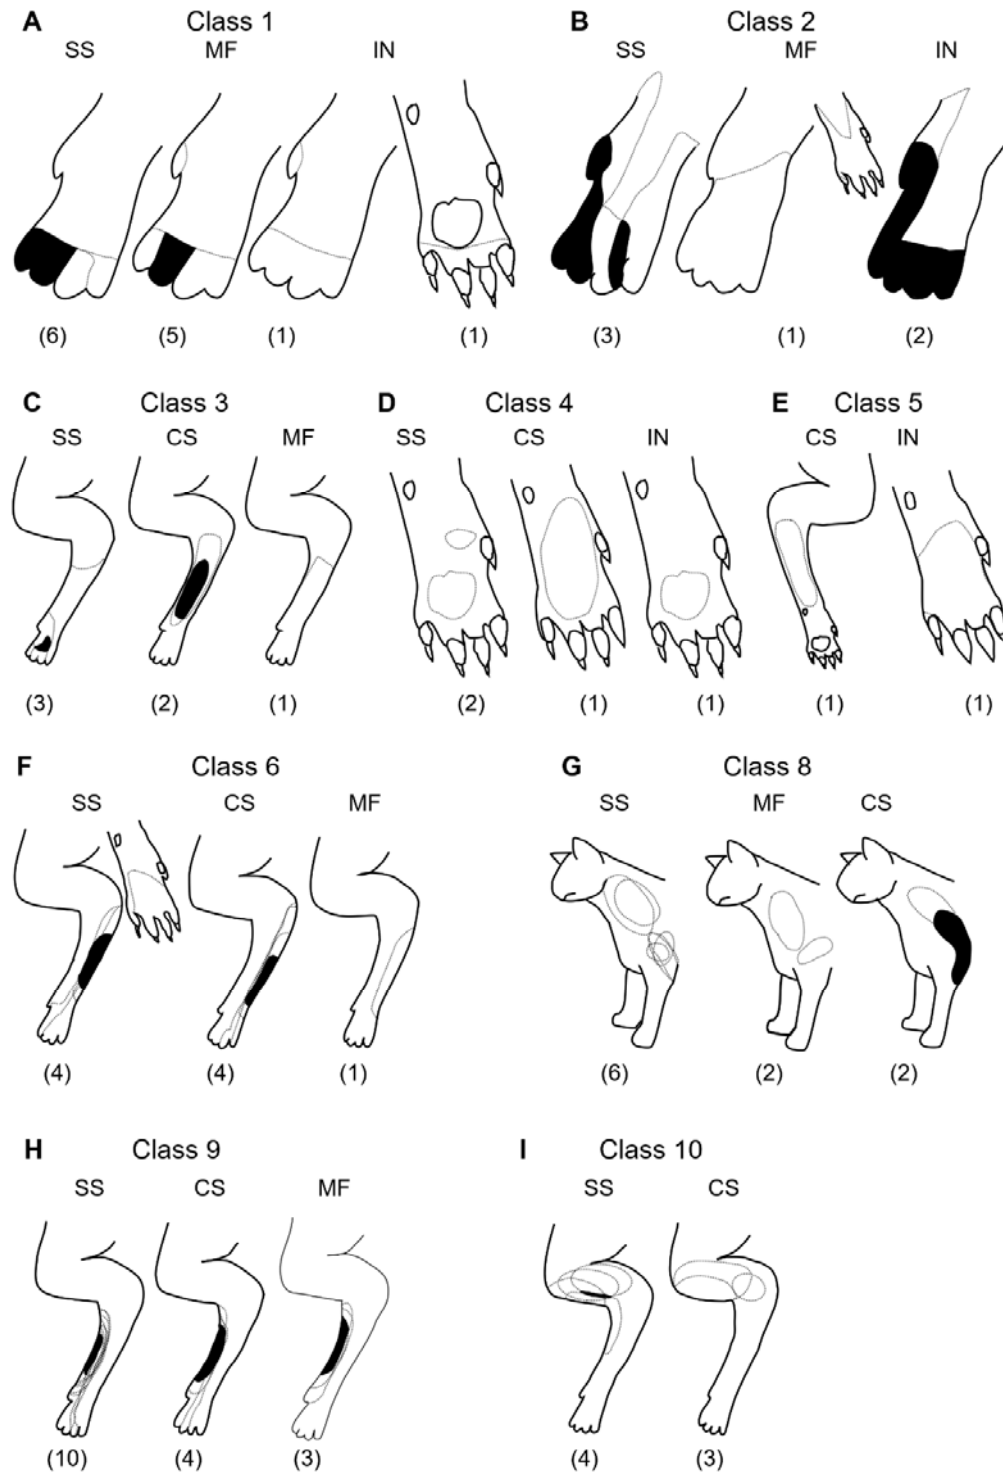 A Class 1 B Class 2
SS MF IN SS MF IN
(6) (5) (1) (1) (3) (1) (2)
C Class 3 D Class 4 E Class 5
SS CS MF SS CS IN CS IN
(3) (2) (1) (2) (1) (1) (1) (1)
F Class 6 G Class 8
SS CS MF SS MF CS
(4) (4) (1) (6) (2) (2)
H Class 9 I Class 10
SS CS MF SS CS
(10) (4) (3) (4) (3)